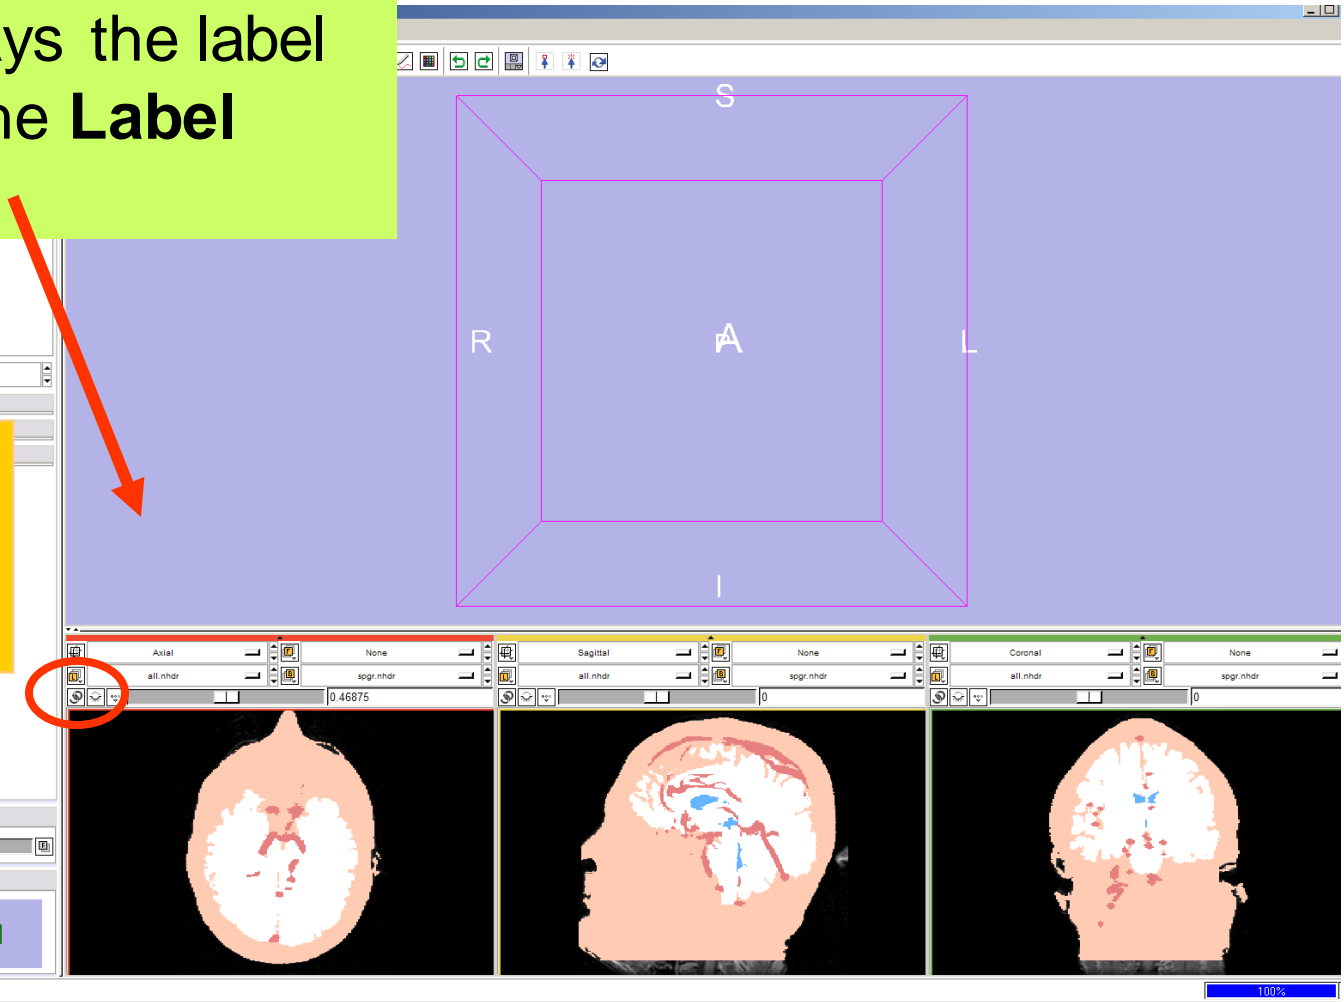 ys the label
ne Label
S
R
A
P
L
I
Axial
None
all.nhdr
spgr.nhdr
0.46875
Sagittal
None
all.nhdr
spgr.nhdr
0
Coronal
None
all.nhdr
spgr.nhdr
0
100%